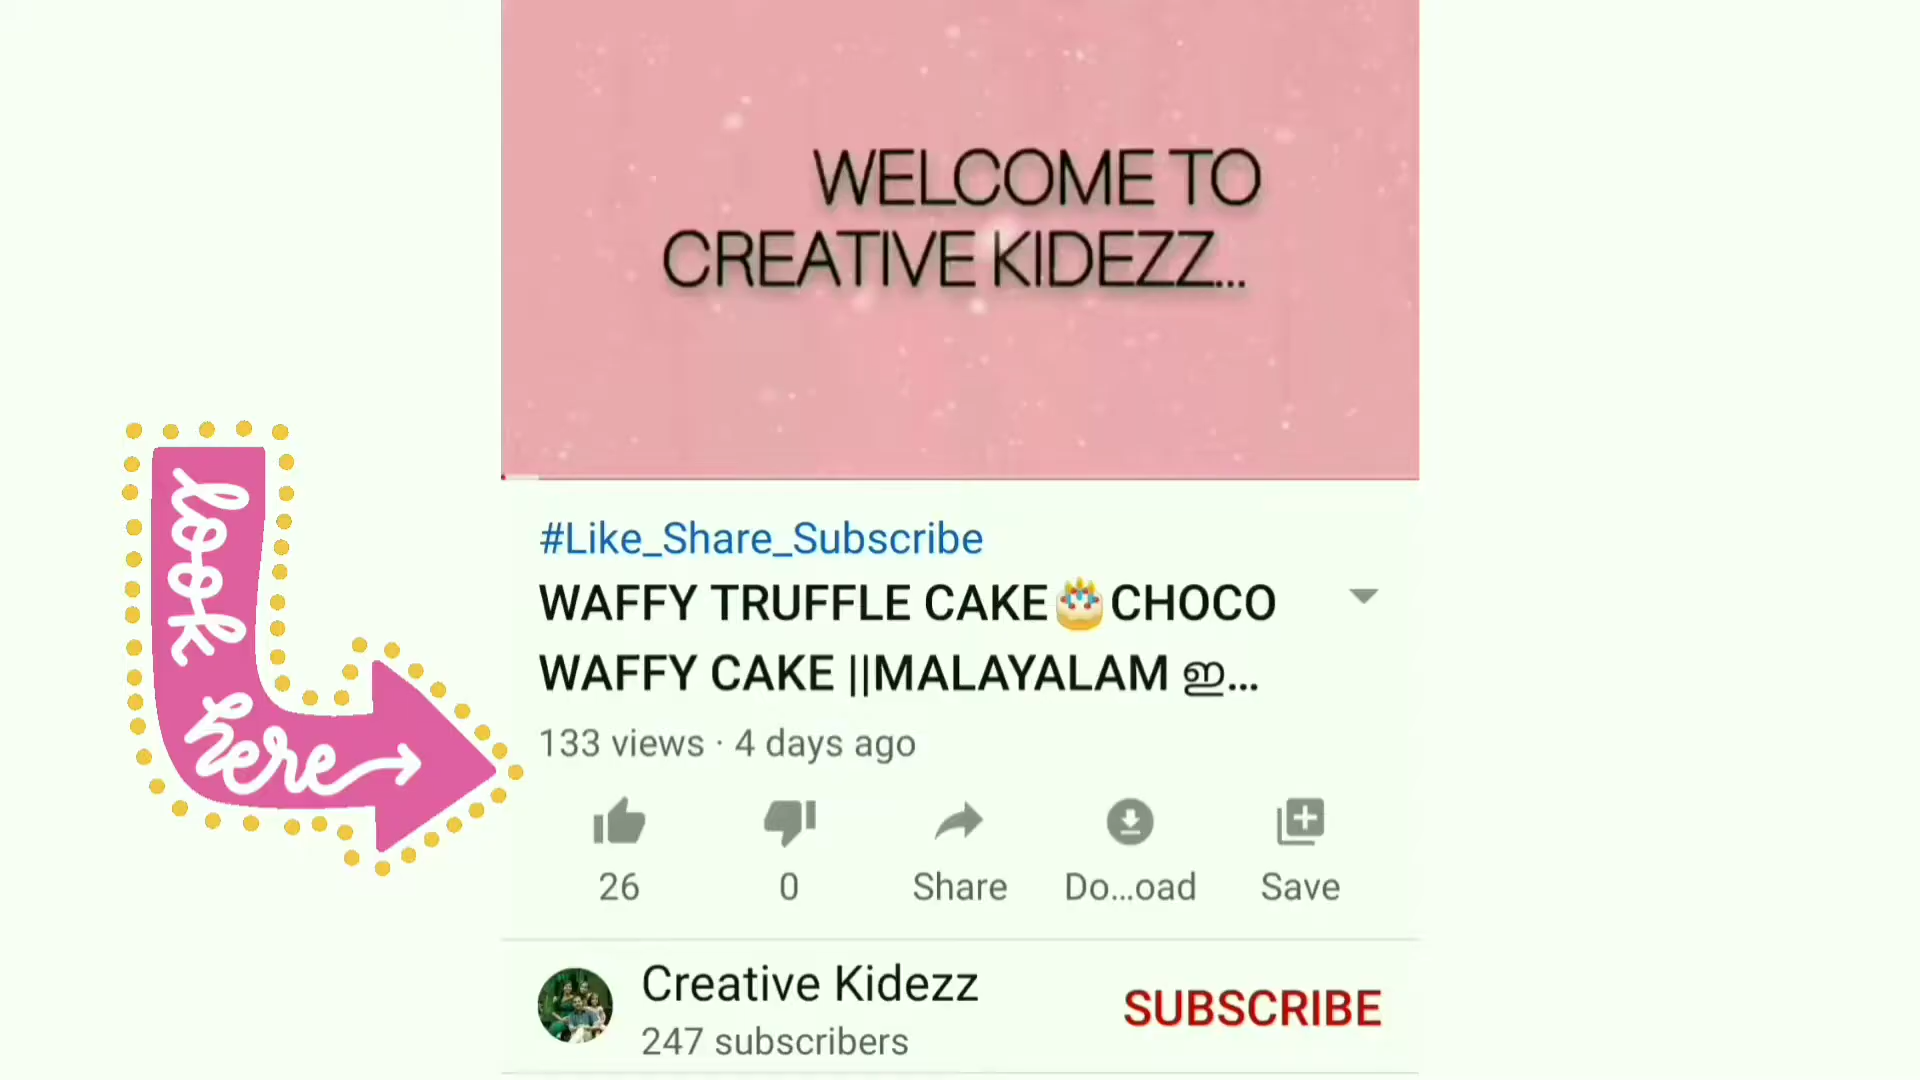 WELCOME TO
CREATIVE KIDEZZ...
look
here
#Like_Share_Subscribe
WAFFY TRUFFLE CAKE🎂CHOCO
WAFFY CAKE ||MALAYALAM ഇ...
133 views · 4 days ago
26
0
Share
Do...oad
Save
Creative Kidezz
SUBSCRIBE
247 subscribers